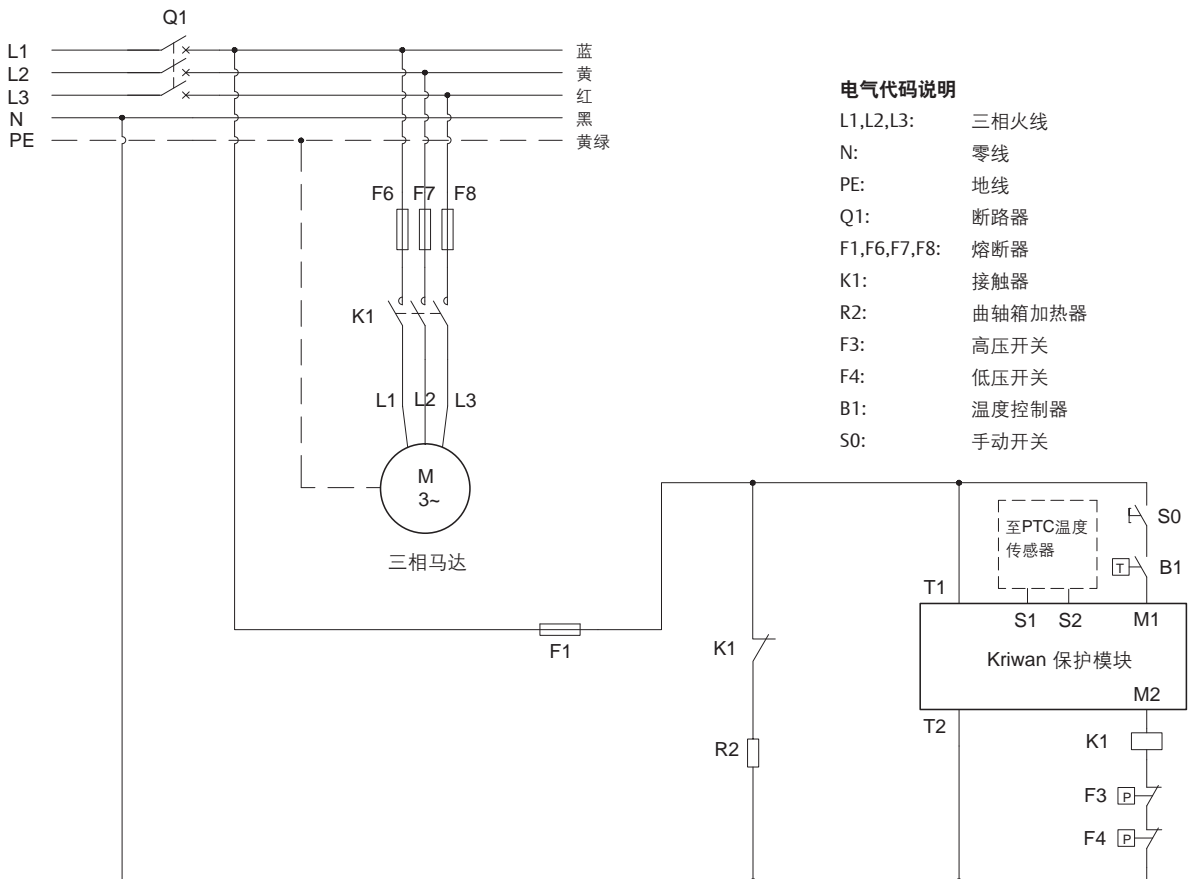 Q1
L1
蓝
L2
黄
L3
红
N
黑
PE
黄绿
电气代码说明
L1,L2,L3: 三相火线
N: 零线
PE: 地线
Q1: 断路器
F1,F6,F7,F8: 熔断器
K1: 接触器
R2: 曲轴箱加热器
F3: 高压开关
F4: 低压开关
B1: 温度控制器
S0: 手动开关
F6 F7 F8
K1
L1 L2 L3
M
3~
三相马达
F1
K1
R2
至PTC温度
传感器
S0
T B1
T1
S1 S2 M1
Kriwan 保护模块
M2
T2
K1
F3 P
F4 P